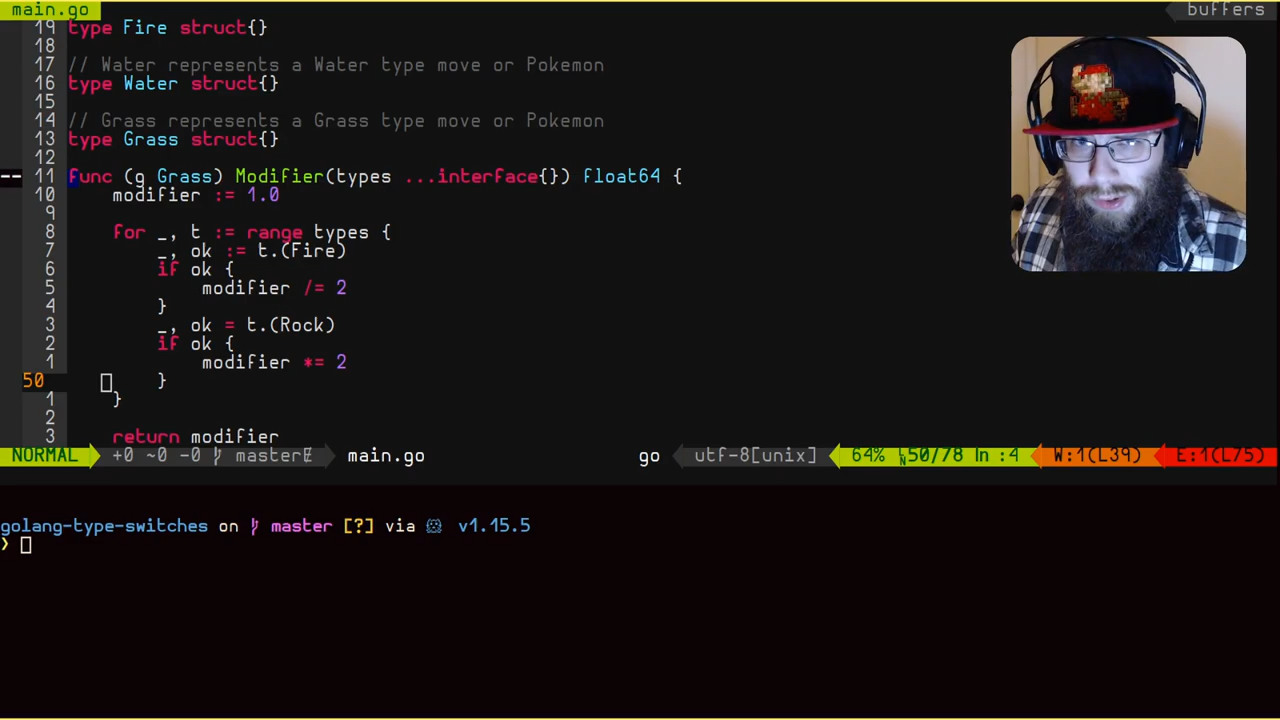 main.go buffers
19 type Fire struct{}
18
17 // Water represents a Water type move or Pokemon
16 type Water struct{}
15
14 // Grass represents a Grass type move or Pokemon
13 type Grass struct{}
12
-- 11 func (g Grass) Modifier(types ...interface{}) float64 {
10 modifier := 1.0
9
8 for _, t := range types {
7 _, ok := t.(Fire)
6 if ok {
5 modifier /= 2
4 }
3 _, ok = t.(Rock)
2 if ok {
1 modifier *= 2
50 }
1 }
2
3 return modifier
NORMAL +0 ~0 -0 master main.go go utf-8[unix] 64% 50/78 :4 W:1(L39) E:1(L75)
golang-type-switches on master [?] via v1.15.5
❯